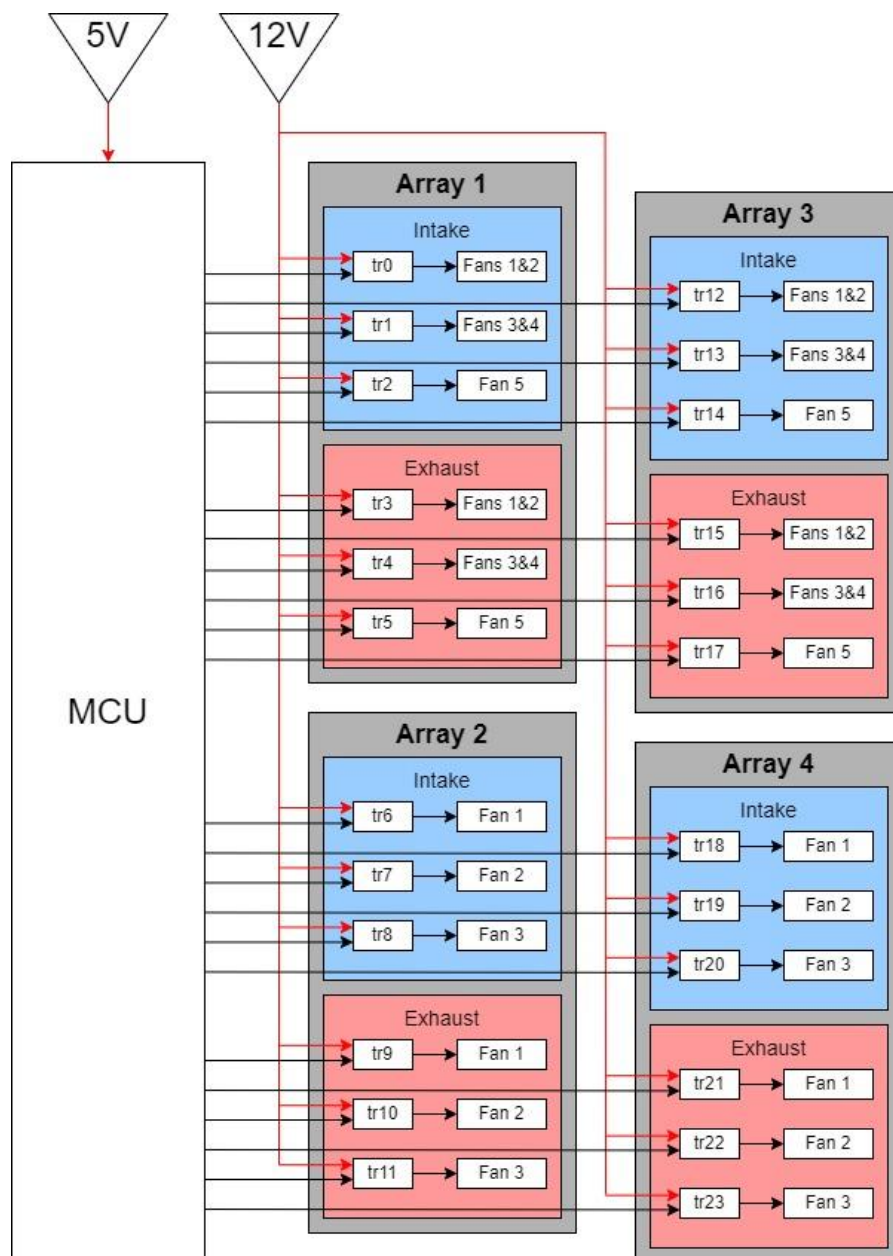 5V
12V
MCU
Array 1
Intake
tr0
Fans 1&2
tr1
Fans 3&4
tr2
Fan 5
Exhaust
tr3
Fans 1&2
tr4
Fans 3&4
tr5
Fan 5
Array 2
Intake
tr6
Fan 1
tr7
Fan 2
tr8
Fan 3
Exhaust
tr9
Fan 1
tr10
Fan 2
tr11
Fan 3
Array 3
Intake
tr12
Fans 1&2
tr13
Fans 3&4
tr14
Fan 5
Exhaust
tr15
Fans 1&2
tr16
Fans 3&4
tr17
Fan 5
Array 4
Intake
tr18
Fan 1
tr19
Fan 2
tr20
Fan 3
Exhaust
tr21
Fan 1
tr22
Fan 2
tr23
Fan 3